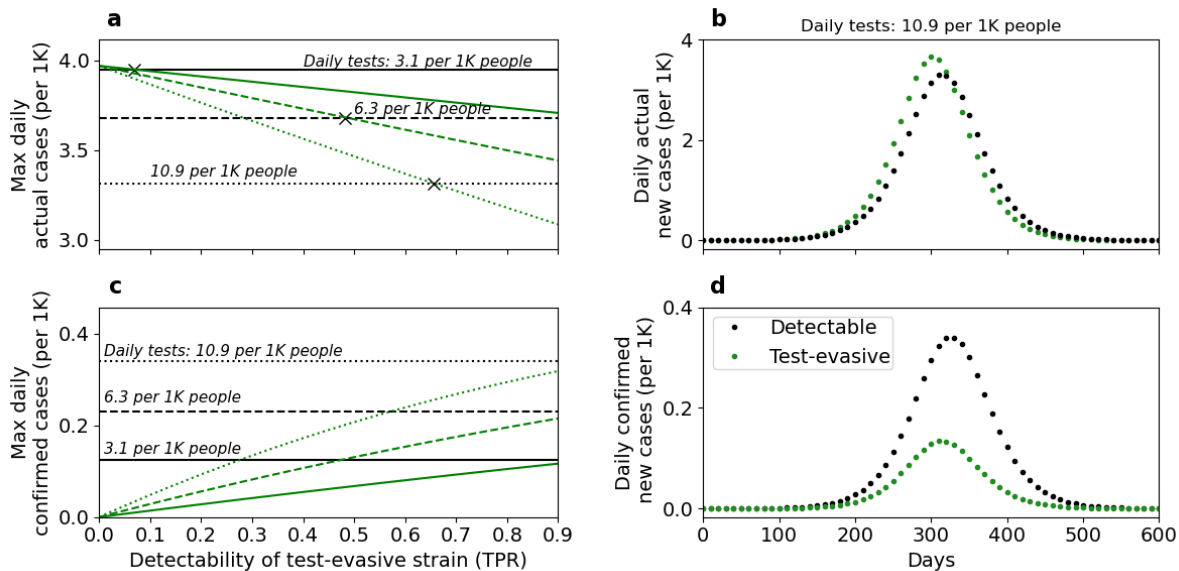 a
Max daily
actual cases (per 1K)
4.0
3.5
3.0
Daily tests: 3.1 per 1K people
6.3 per 1K people
10.9 per 1K people
b
Daily tests: 10.9 per 1K people
Daily actual
new cases (per 1K)
4
2
0
c
Max daily
confirmed cases (per 1K)
0.4
0.2
0.0
Daily tests: 10.9 per 1K people
6.3 per 1K people
3.1 per 1K people
0.0 0.1 0.2 0.3 0.4 0.5 0.6 0.7 0.8 0.9
Detectability of test-evasive strain (TPR)
d
Daily confirmed
new cases (per 1K)
0.4
0.2
0.0
Detectable
Test-evasive
0 100 200 300 400 500 600
Days